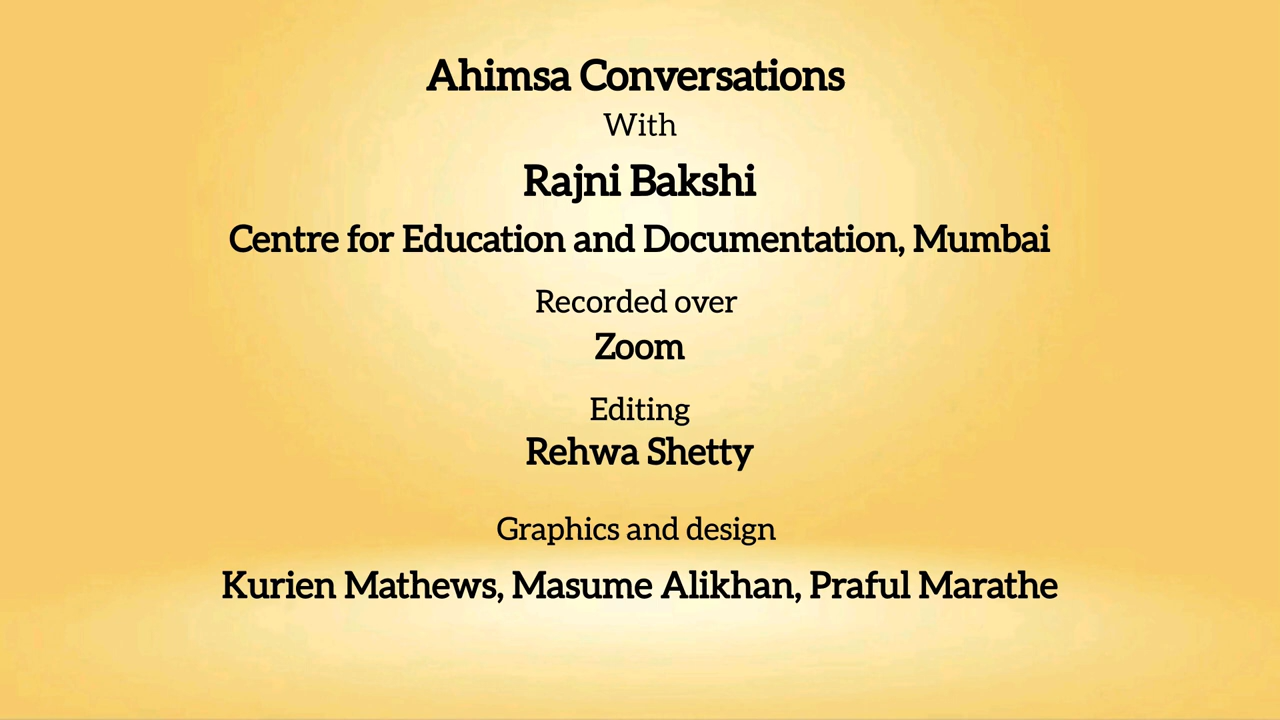 Ahimsa Conversations
With
Rajni Bakshi
Centre for Education and Documentation, Mumbai
Recorded over
Zoom
Editing
Rehwa Shetty
Graphics and design
Kurien Mathews, Masume Alikhan, Praful Marathe